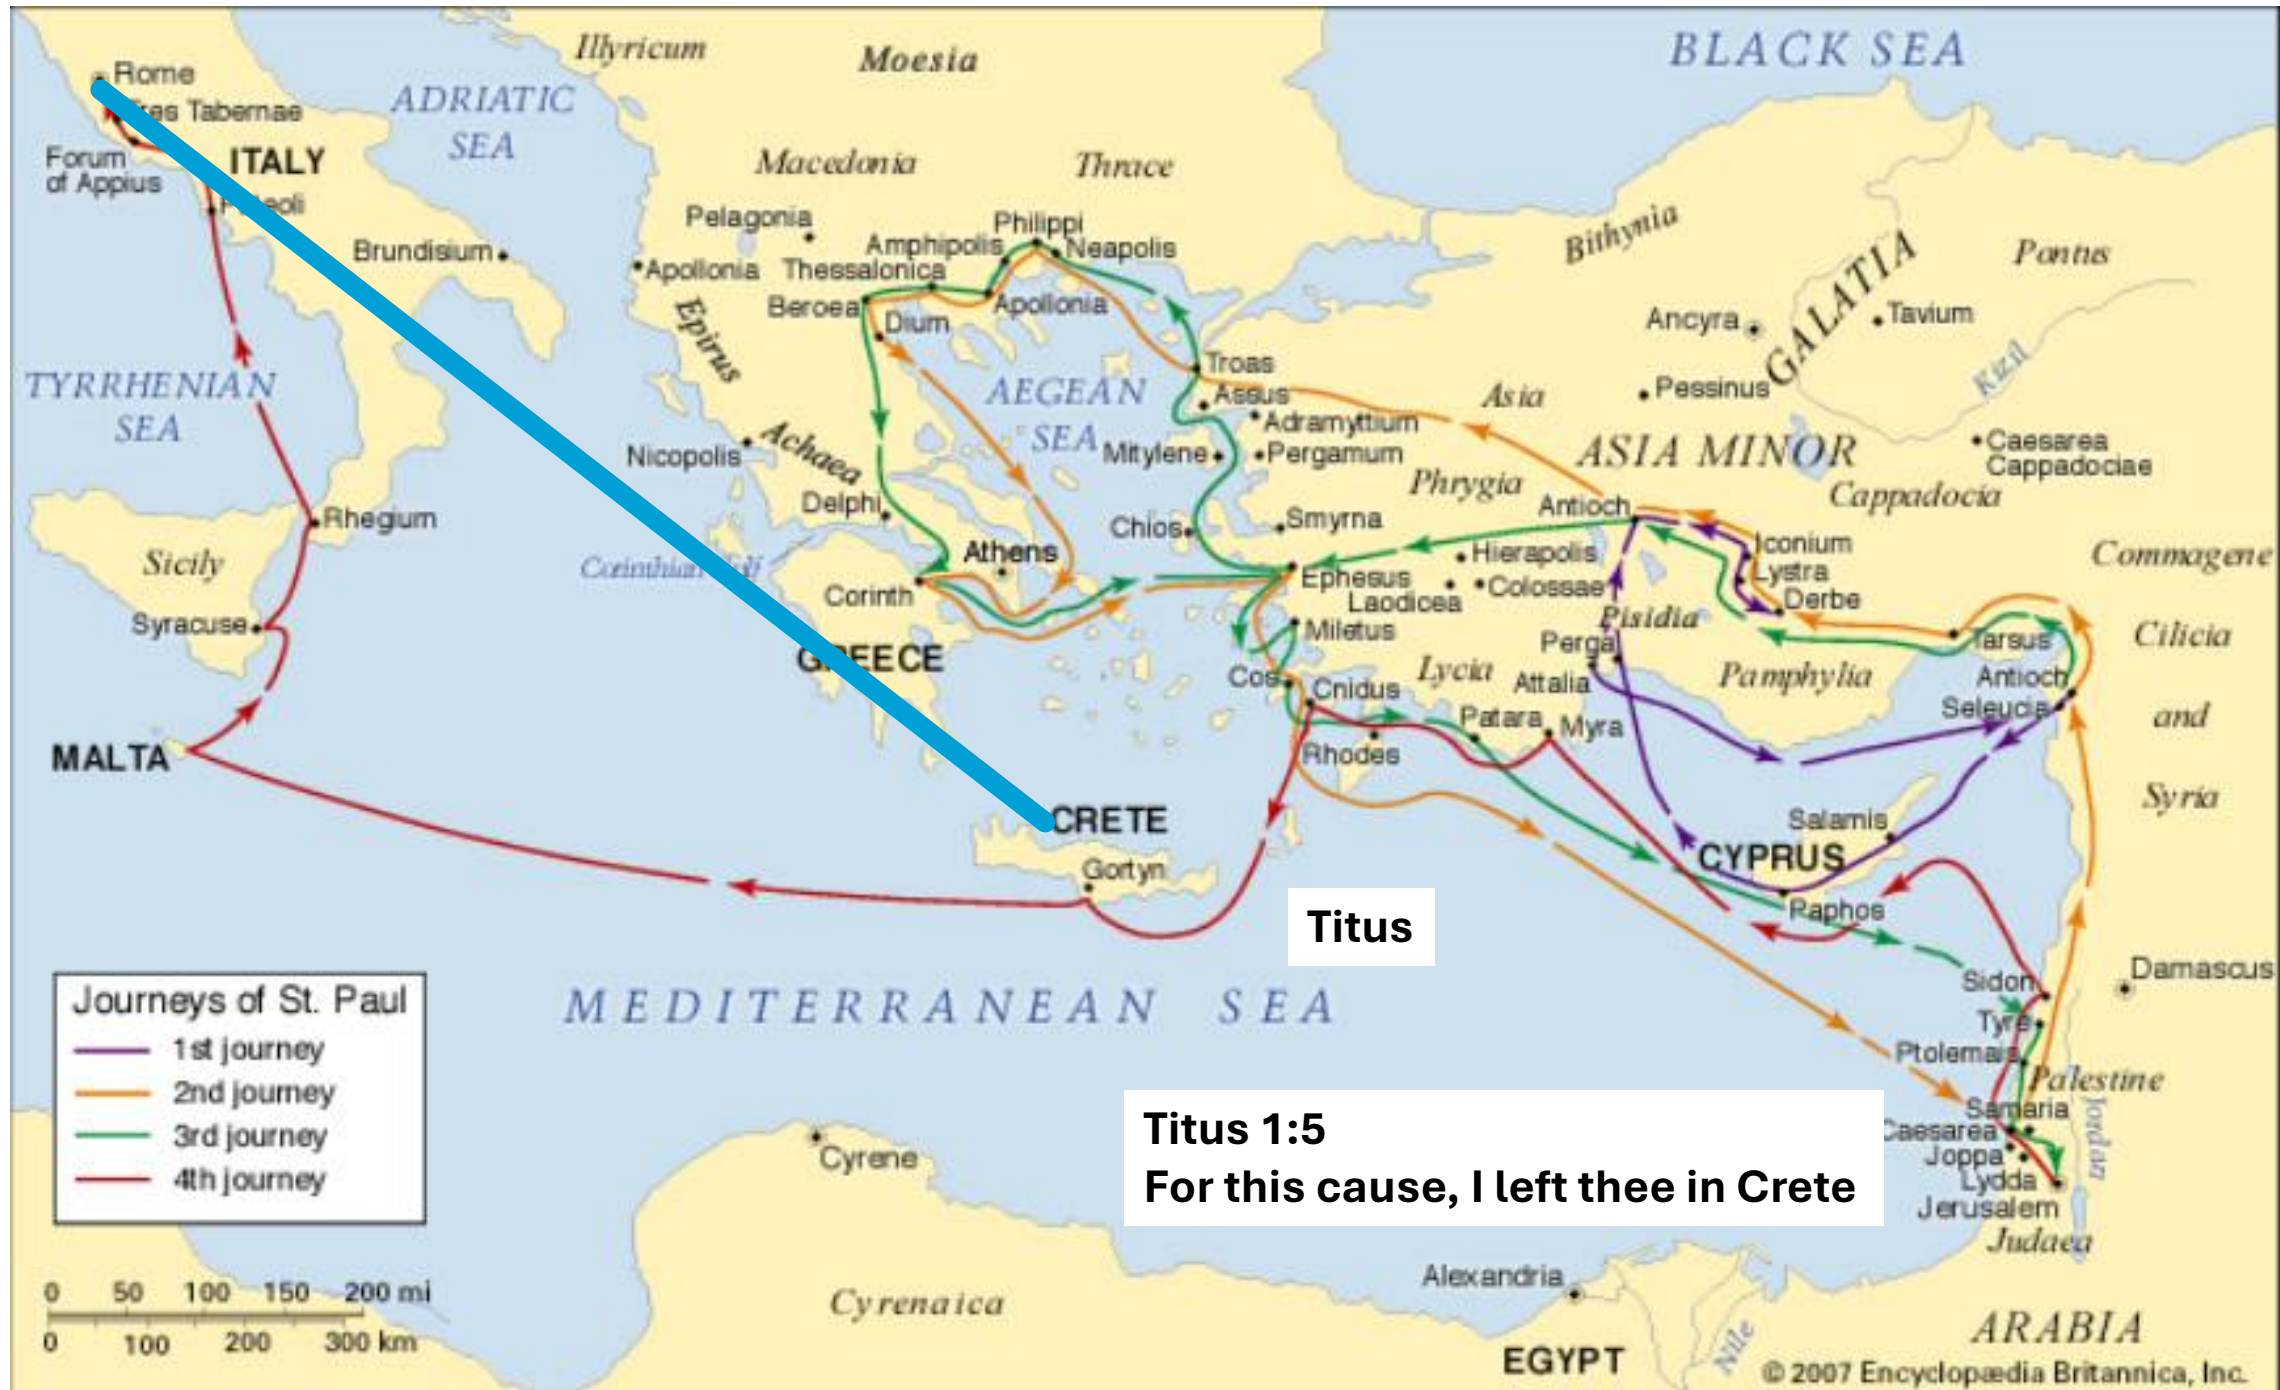 Illyricum
Moesia
BLACK SEA
Rome
Tres Tabernae
ADRIATIC
SEA
Forum
of Appius
ITALY
Macedonia
Thrace
Puteoli
Pelagonia
Philippi
Bithynia
Amphipolis
Neapolis
Brundisium
Apollonia
Thessalonica
Pontus
GALATIA
Beroea
Apollonia
Epirus
Dium
Ancyra
Tavium
TYRRHENIAN
SEA
AEGEAN
SEA
Troas
Assus
Asia
Pessinus
Kizil
Adramyttium
Nicopolis
Achaea
Mitylene
Pergamum
ASIA MINOR
Caesarea
Cappadociae
Phrygia
Cappadocia
Delphi
Antioch
Rhegium
Chios
Smyrna
Sicily
Corinthian Gulf
Athens
Iconium
Hierapolis
Commagene
Lystra
Ephesus
Colossae
Corinth
Laodicea
Derbe
Syracuse
Miletus
Pisidia
Tarsus
Cilicia
GREECE
Perga
Cos
Cnidus
Lycia
Attalia
Pamphylia
Antioch
Seleucia
and
Patara
Myra
MALTA
Rhodes
Syria
CRETE
Salamis
CYPRUS
Gortyn
Paphos
Titus
Damascus
Sidon
MEDITERRANEAN SEA
Tyre
Journeys of St. Paul
1st journey
2nd journey
3rd journey
4th journey
Ptolemais
Palestine
Samaria
Titus 1:5
For this cause, I left thee in Crete
Caesarea
Jordan
Joppa
Lydda
Jerusalem
Judaea
Cyrene
Alexandria
Cyrenaica
0 50 100 150 200 mi
0 100 200 300 km
Nile
ARABIA
EGYPT
© 2007 Encyclopædia Britannica, Inc.